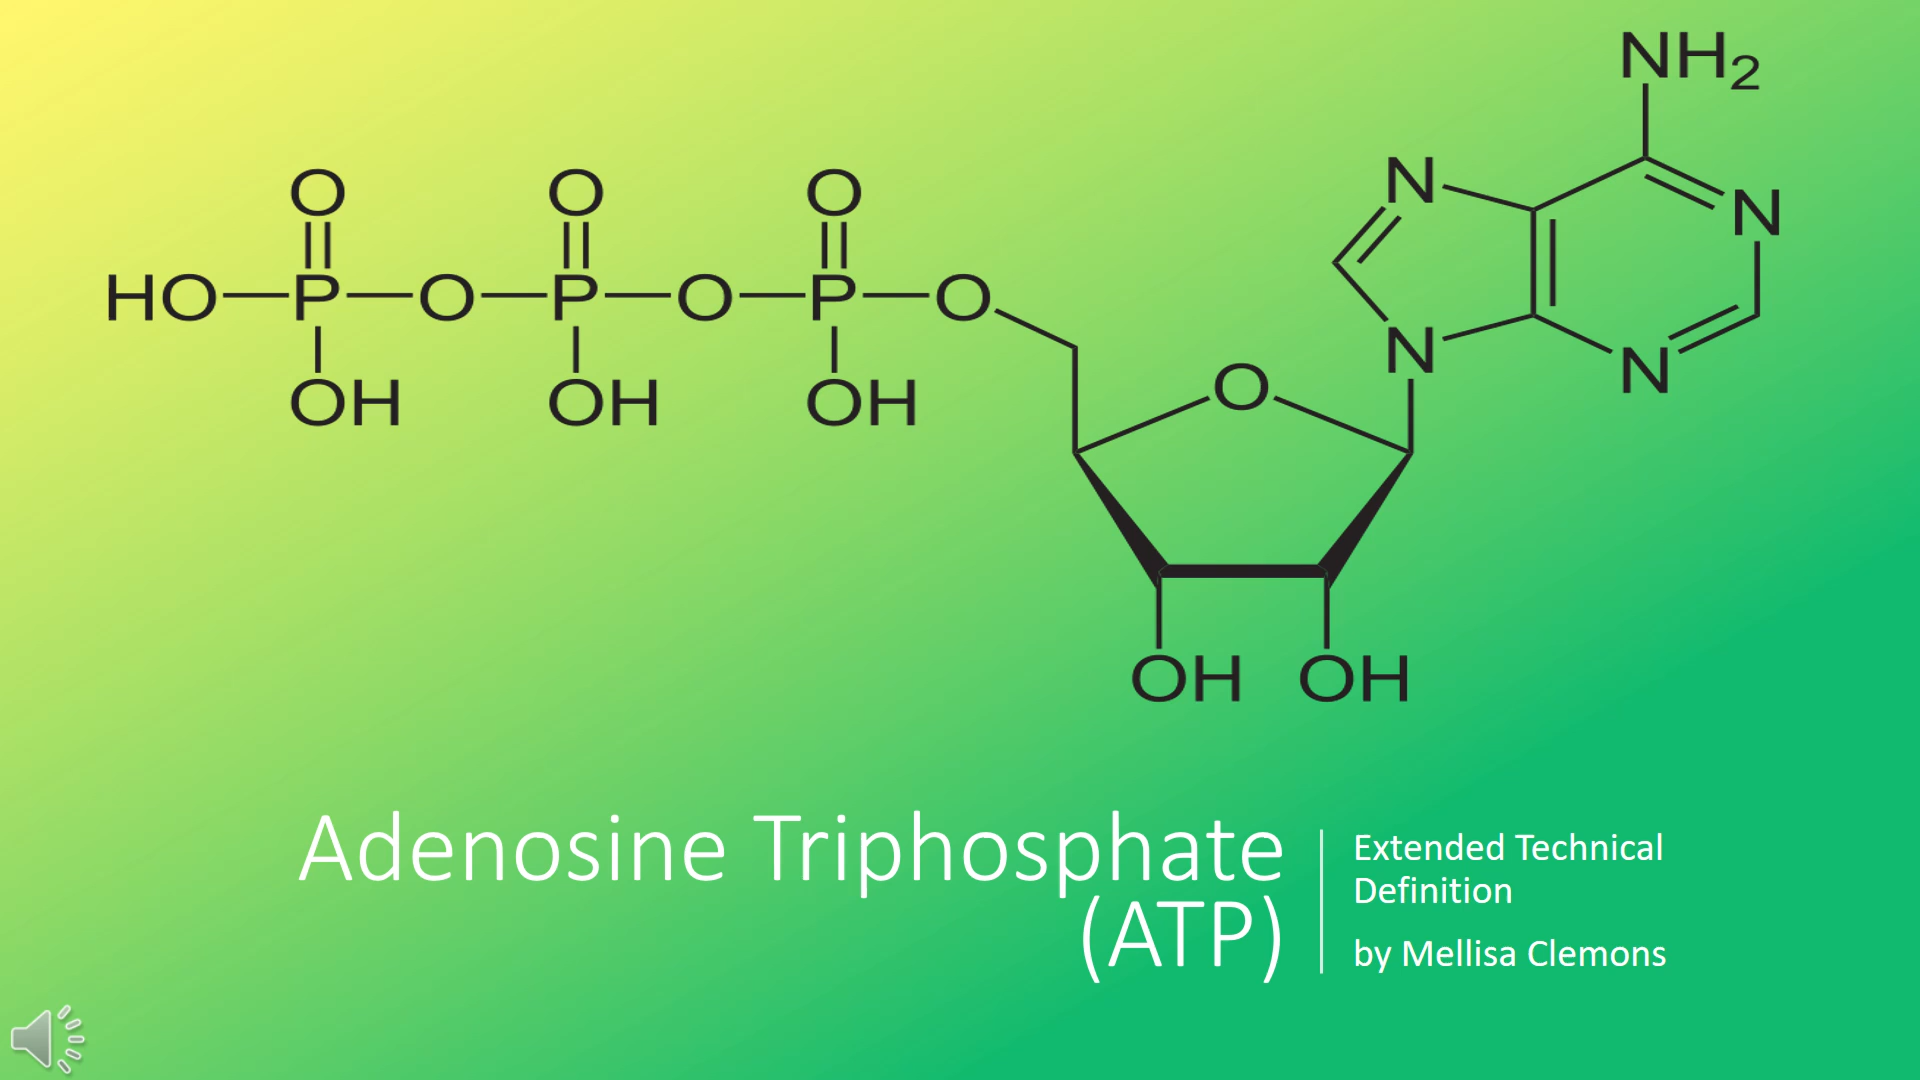 NH2
O O O N N
HO P O P O P O
OH OH OH O N N
OH OH
Adenosine Triphosphate
(ATP)
Extended Technical
Definition
by Mellisa Clemons